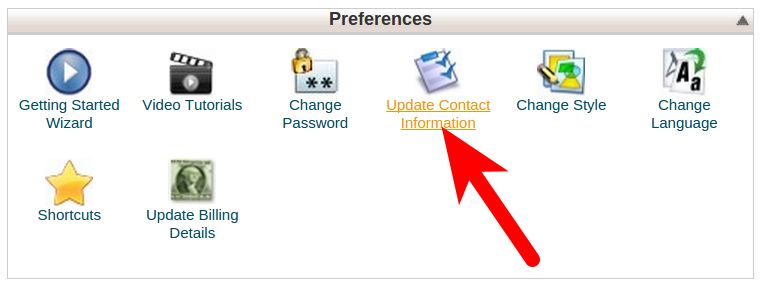 Preferences
Getting Started
Wizard
Video Tutorials
Change
Password
Update Contact
Information
Change Style
Change
Language
Shortcuts
Update Billing
Details
**
Aa